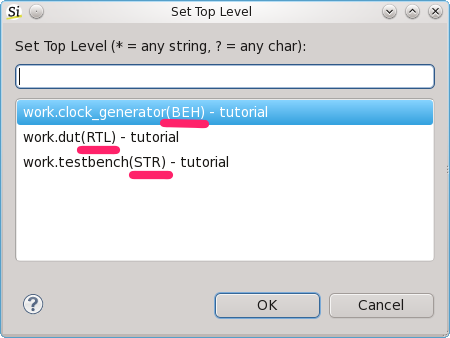 Si
Set Top Level
Set Top Level (* = any string, ? = any char):
work.clock_generator(BEH) - tutorial
work.dut(RTL) - tutorial
work.testbench(STR) - tutorial
?
OK
Cancel